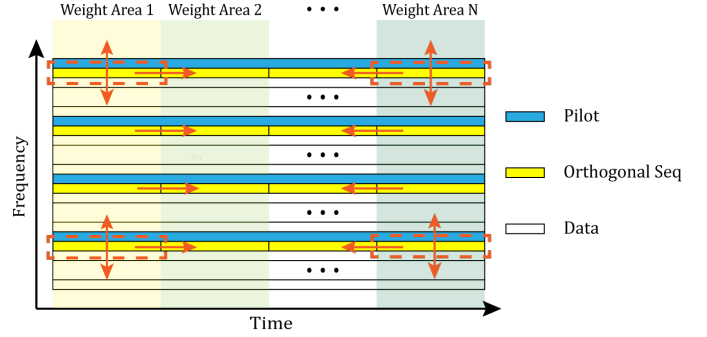 Weight Area 1 Weight Area 2 • • • Weight Area N
Frequency
• • •
• • •
• • •
• • •
Pilot
Orthogonal Seq
Data
Time